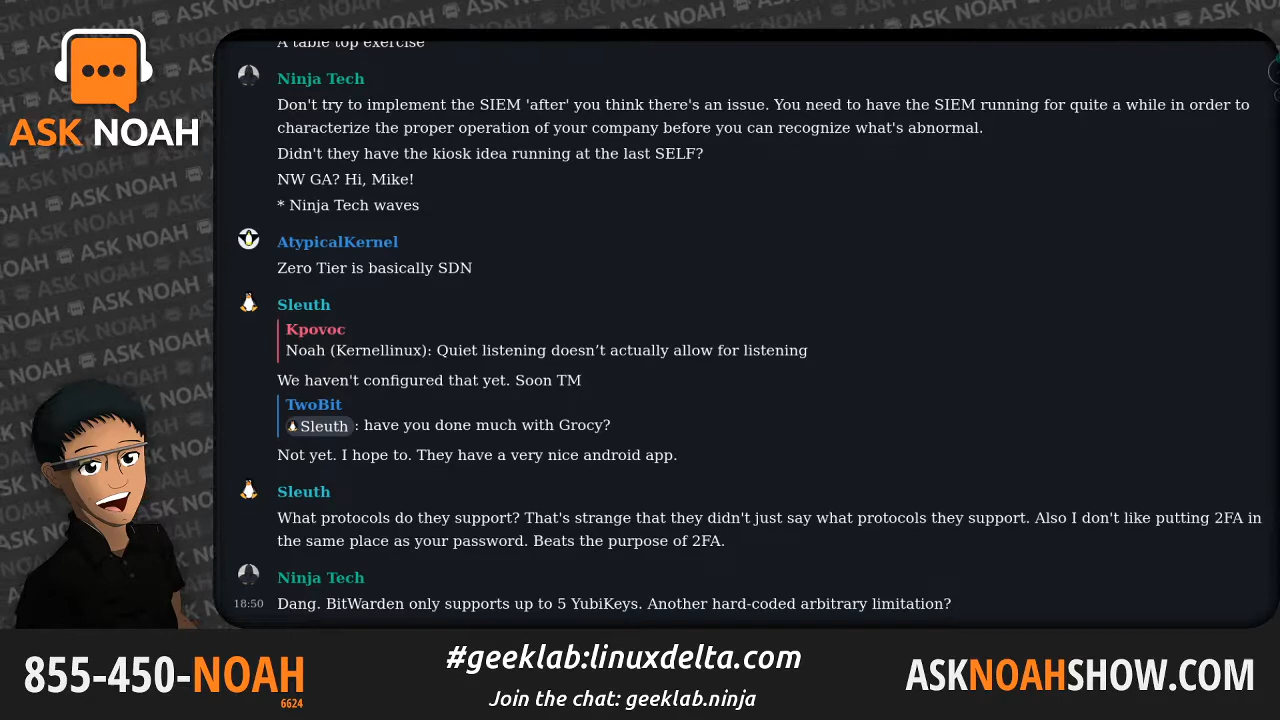 ASK NOAH
A table top exercise
Ninja Tech
Don't try to implement the SIEM 'after' you think there's an issue. You need to have the SIEM running for quite a while in order to
characterize the proper operation of your company before you can recognize what's abnormal.
Didn't they have the kiosk idea running at the last SELF?
NW GA? Hi, Mike!
* Ninja Tech waves
AtypicalKernel
Zero Tier is basically SDN
Sleuth
Kpovoc
Noah (Kernellinux): Quiet listening doesn’t actually allow for listening
We haven't configured that yet. Soon TM
TwoBit
Sleuth : have you done much with Grocy?
Not yet. I hope to. They have a very nice android app.
Sleuth
What protocols do they support? That's strange that they didn't just say what protocols they support. Also I don't like putting 2FA in
the same place as your password. Beats the purpose of 2FA.
Ninja Tech
18:50 Dang. BitWarden only supports up to 5 YubiKeys. Another hard-coded arbitrary limitation?
855-450-NOAH
6624
#geeklab:linuxdelta.com
Join the chat: geeklab.ninja
ASKNOAHSHOW.COM